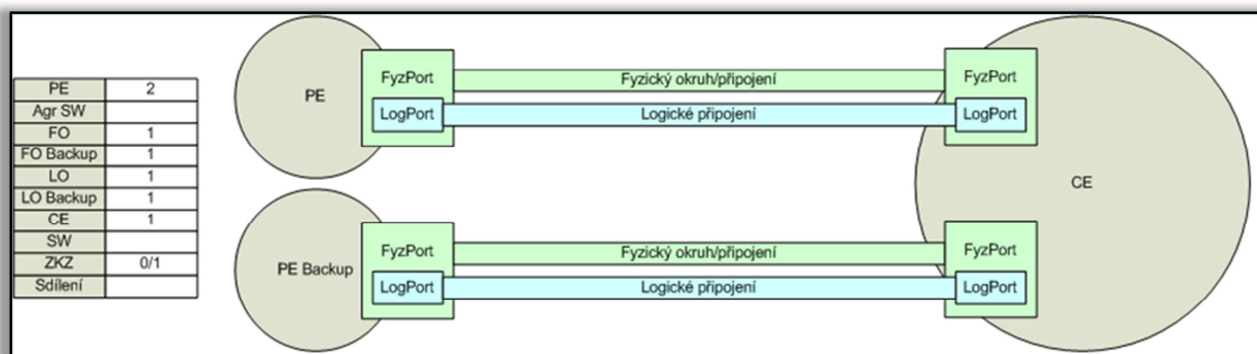 PE 2
Agr SW
FO 1
FO Backup 1
LO 1
LO Backup 1
CE 1
SW
ZKZ 0/1
Sdílení
PE
FyzPort
LogPort
Fyzický okruh/připojení
Logické připojení
FyzPort
LogPort
PE Backup
FyzPort
LogPort
Fyzický okruh/připojení
Logické připojení
FyzPort
LogPort
CE